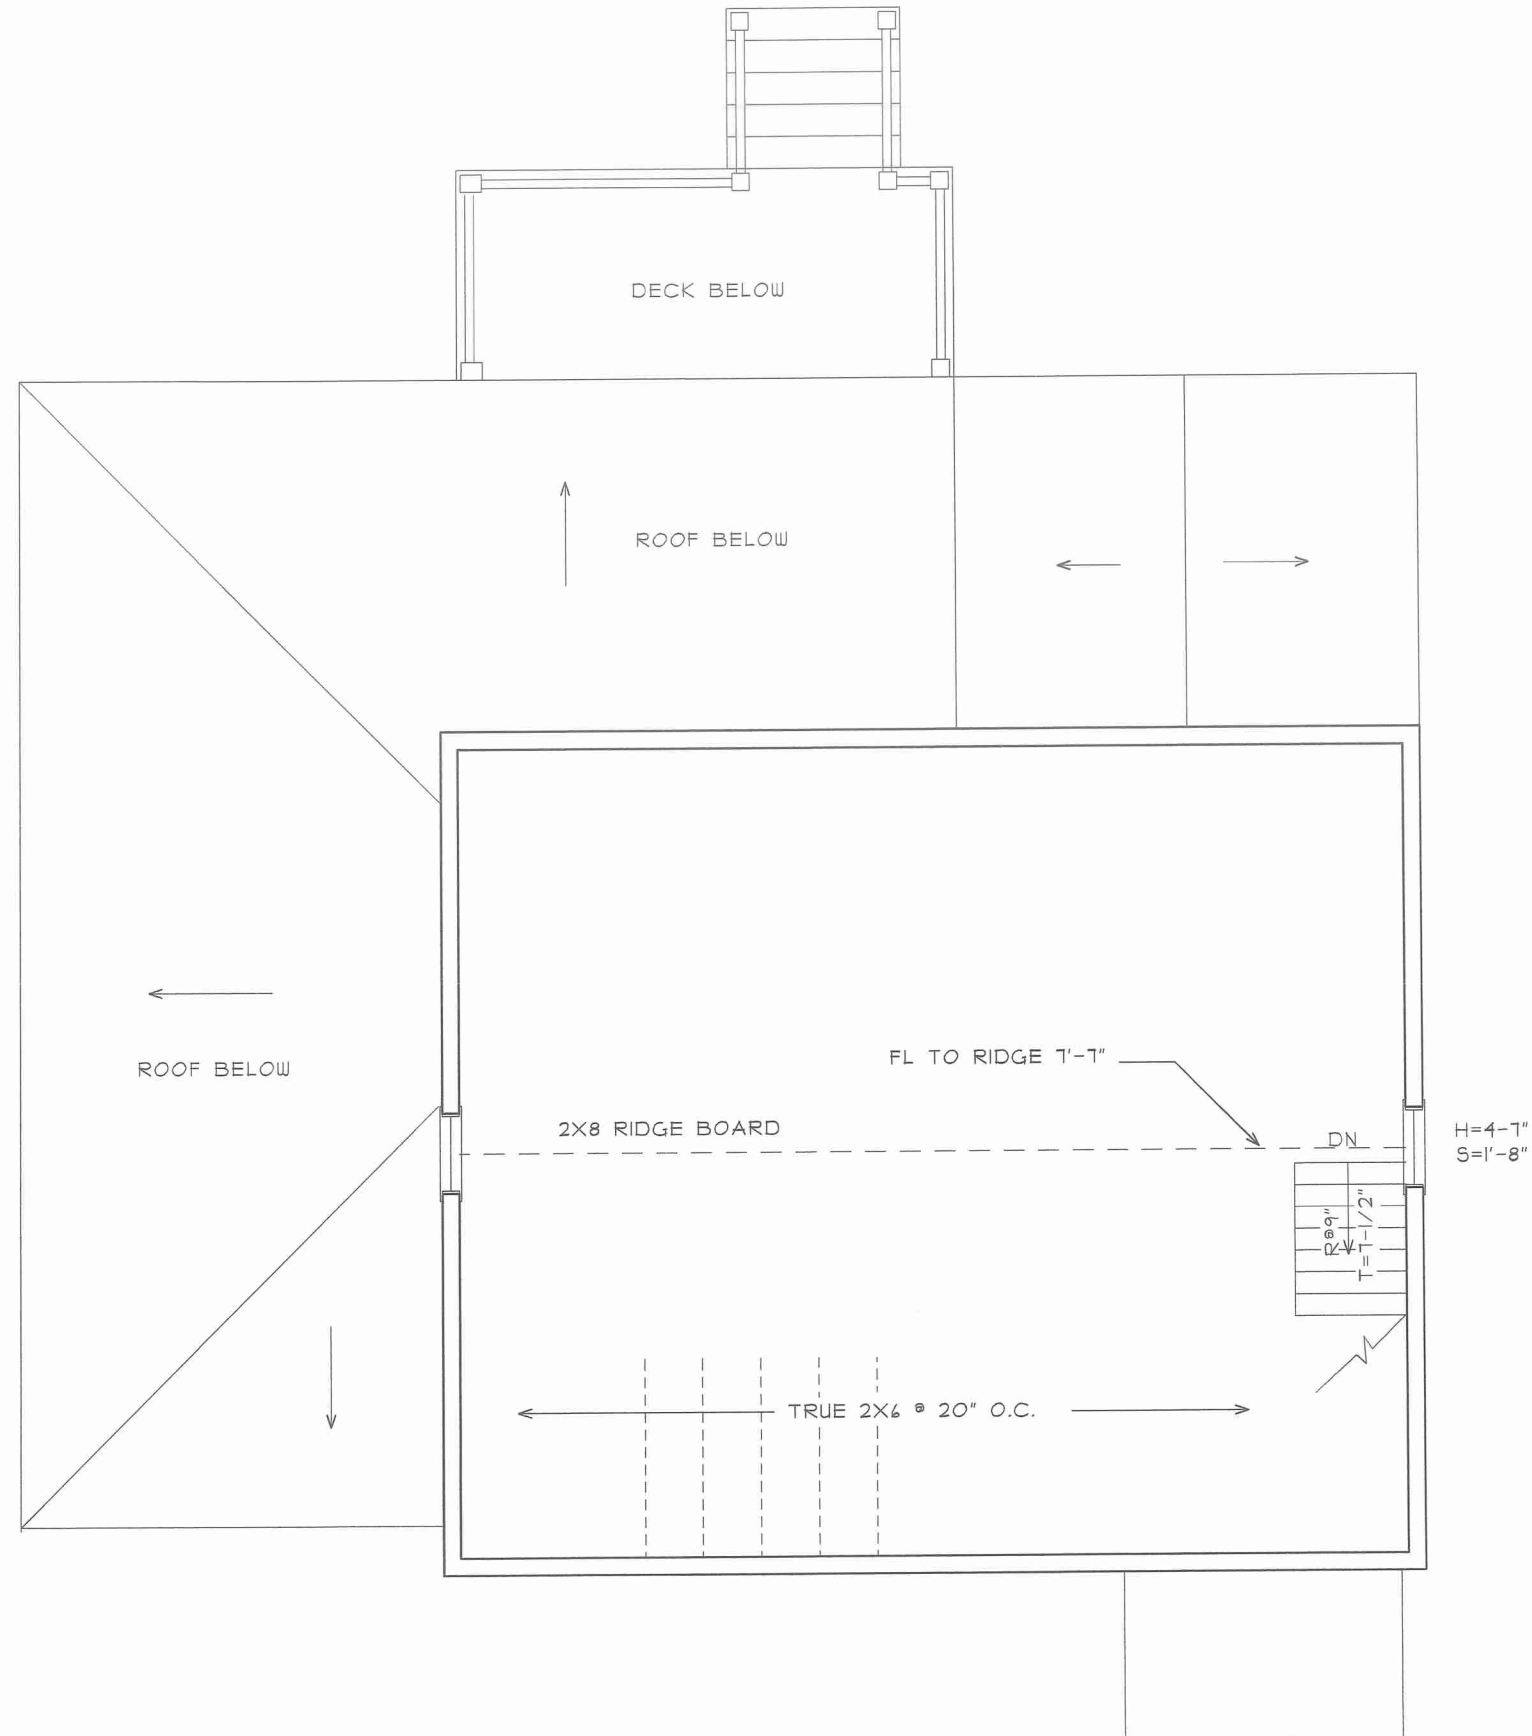 DECK BELOW
ROOF BELOW
ROOF BELOW
FL TO RIDGE 7'-7"
2X8 RIDGE BOARD
DN
H=4-7"
S=1'-8"
R@9"
T=7-1/2"
TRUE 2X6 @ 20" O.C.